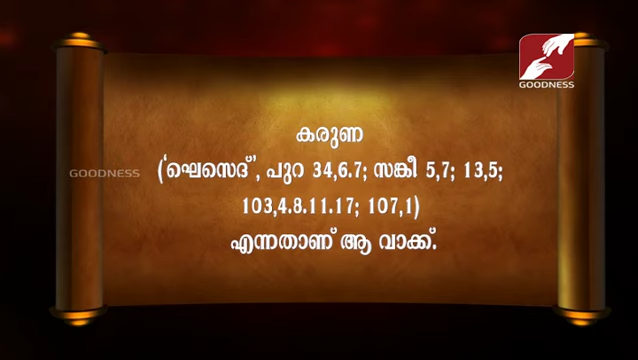 GOODNESS
GOODNESS
കരുണ
('ഘെസെദ്', പുറ 34,6.7; സങ്കീ 5,7; 13,5;
103,4.8.11.17; 107,1)
എന്നതാണ് ആ വാക്ക്.